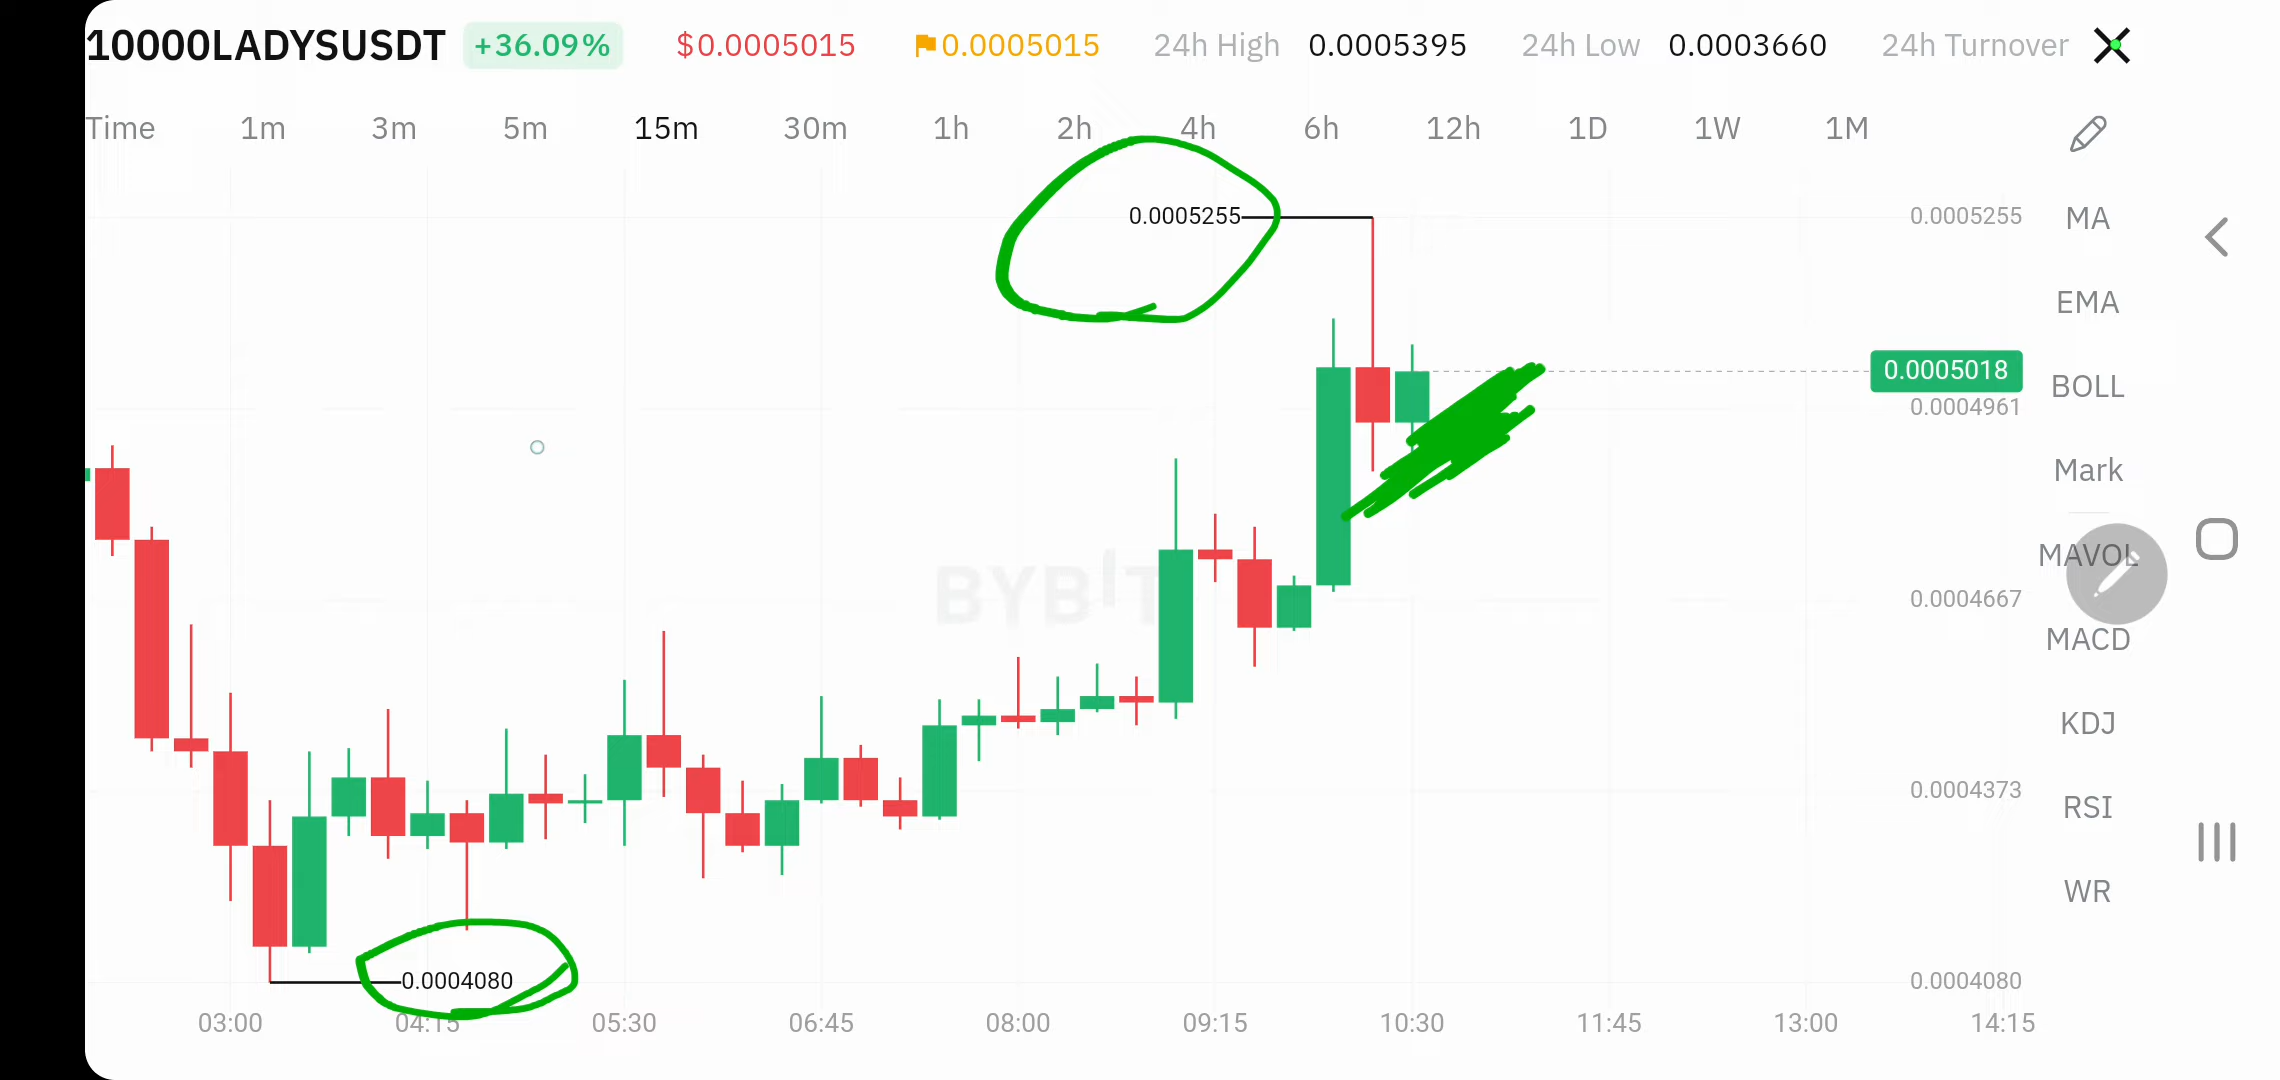 10000LADYSUSDT +36.09% $0.0005015 0.0005015 24h High 0.0005395 24h Low 0.0003660 24h Turnover
Time 1m 3m 5m 15m 30m 1h 2h 4h 6h 12h 1D 1W 1M
0.0005255 0.0005255 MA
EMA
0.0005018 BOLL
0.0004961
Mark
BYBIT MAVOL
0.0004667
MACD
KDJ
0.0004373 RSI
WR
0.0004080 0.0004080
03:00 04:15 05:30 06:45 08:00 09:15 10:30 11:45 13:00 14:15